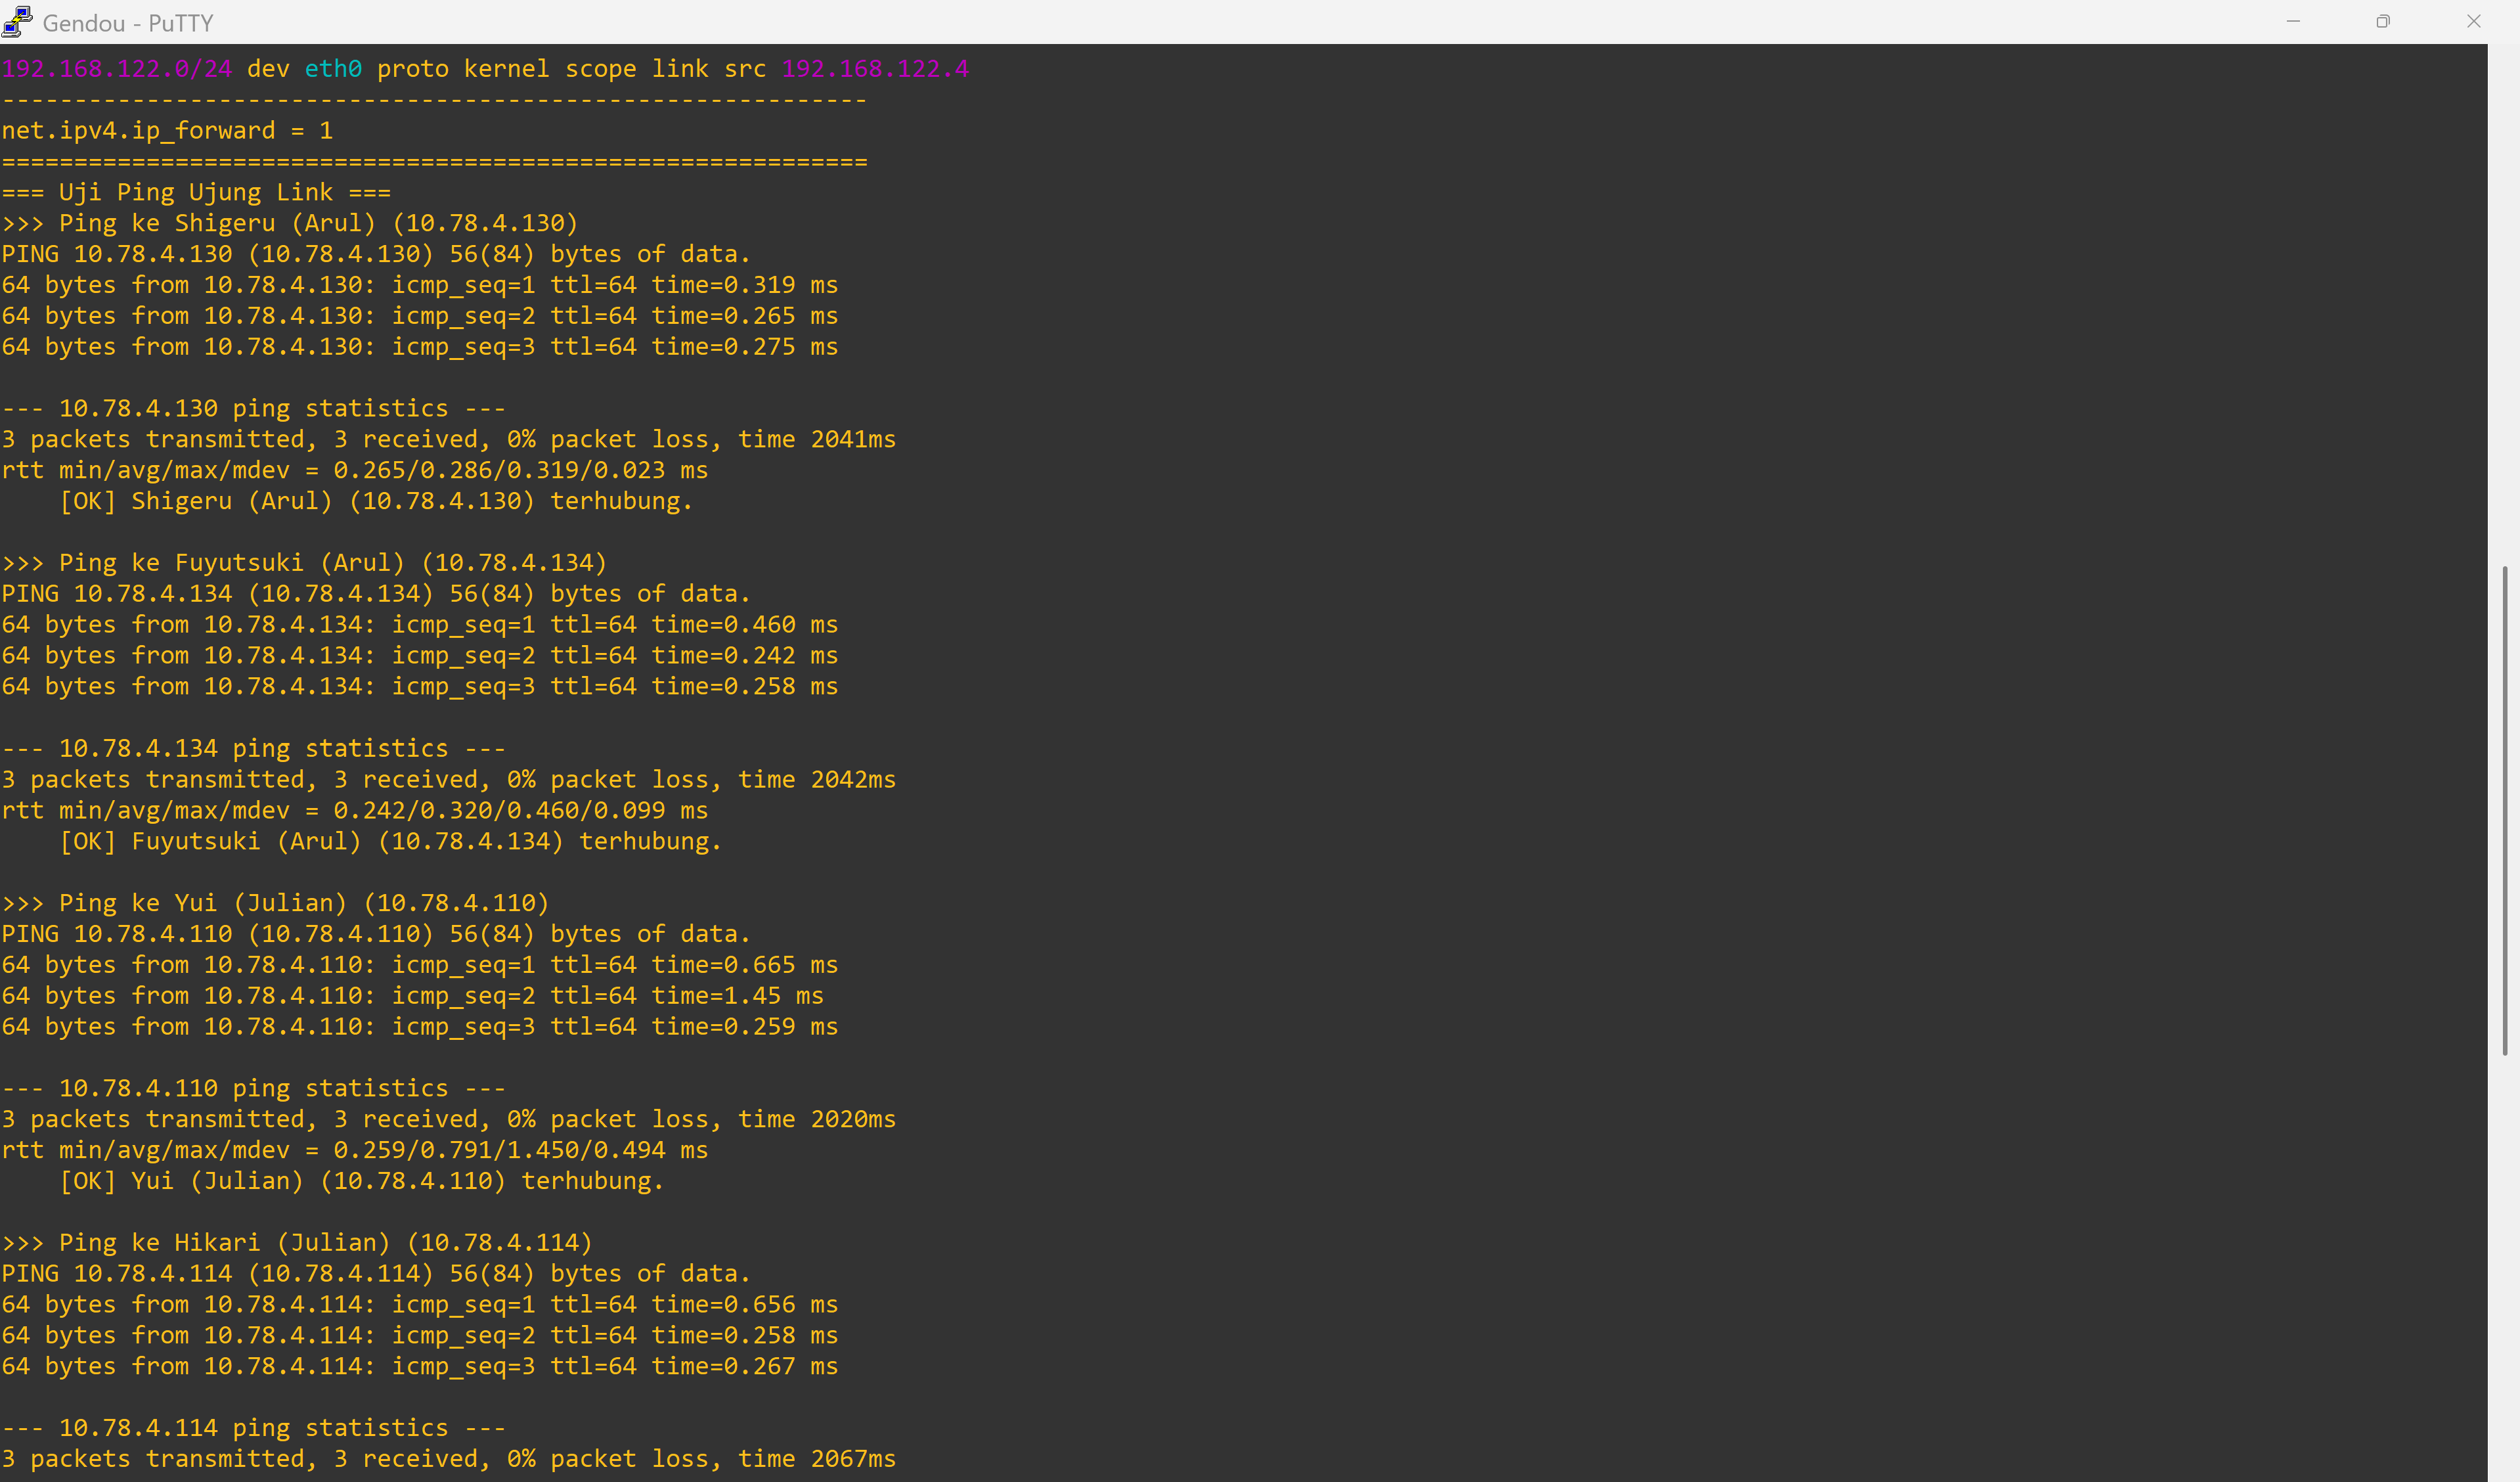 Gendou - PuTTY
192.168.122.0/24 dev eth0 proto kernel scope link src 192.168.122.4
------------------------------------------------------------
net.ipv4.ip_forward = 1
============================================================
=== Uji Ping Ujung Link ===
>>> Ping ke Shigeru (Arul) (10.78.4.130)
PING 10.78.4.130 (10.78.4.130) 56(84) bytes of data.
64 bytes from 10.78.4.130: icmp_seq=1 ttl=64 time=0.319 ms
64 bytes from 10.78.4.130: icmp_seq=2 ttl=64 time=0.265 ms
64 bytes from 10.78.4.130: icmp_seq=3 ttl=64 time=0.275 ms
--- 10.78.4.130 ping statistics ---
3 packets transmitted, 3 received, 0% packet loss, time 2041ms
rtt min/avg/max/mdev = 0.265/0.286/0.319/0.023 ms
    [OK] Shigeru (Arul) (10.78.4.130) terhubung.
>>> Ping ke Fuyutsuki (Arul) (10.78.4.134)
PING 10.78.4.134 (10.78.4.134) 56(84) bytes of data.
64 bytes from 10.78.4.134: icmp_seq=1 ttl=64 time=0.460 ms
64 bytes from 10.78.4.134: icmp_seq=2 ttl=64 time=0.242 ms
64 bytes from 10.78.4.134: icmp_seq=3 ttl=64 time=0.258 ms
--- 10.78.4.134 ping statistics ---
3 packets transmitted, 3 received, 0% packet loss, time 2042ms
rtt min/avg/max/mdev = 0.242/0.320/0.460/0.099 ms
    [OK] Fuyutsuki (Arul) (10.78.4.134) terhubung.
>>> Ping ke Yui (Julian) (10.78.4.110)
PING 10.78.4.110 (10.78.4.110) 56(84) bytes of data.
64 bytes from 10.78.4.110: icmp_seq=1 ttl=64 time=0.665 ms
64 bytes from 10.78.4.110: icmp_seq=2 ttl=64 time=1.45 ms
64 bytes from 10.78.4.110: icmp_seq=3 ttl=64 time=0.259 ms
--- 10.78.4.110 ping statistics ---
3 packets transmitted, 3 received, 0% packet loss, time 2020ms
rtt min/avg/max/mdev = 0.259/0.791/1.450/0.494 ms
    [OK] Yui (Julian) (10.78.4.110) terhubung.
>>> Ping ke Hikari (Julian) (10.78.4.114)
PING 10.78.4.114 (10.78.4.114) 56(84) bytes of data.
64 bytes from 10.78.4.114: icmp_seq=1 ttl=64 time=0.656 ms
64 bytes from 10.78.4.114: icmp_seq=2 ttl=64 time=0.258 ms
64 bytes from 10.78.4.114: icmp_seq=3 ttl=64 time=0.267 ms
--- 10.78.4.114 ping statistics ---
3 packets transmitted, 3 received, 0% packet loss, time 2067ms